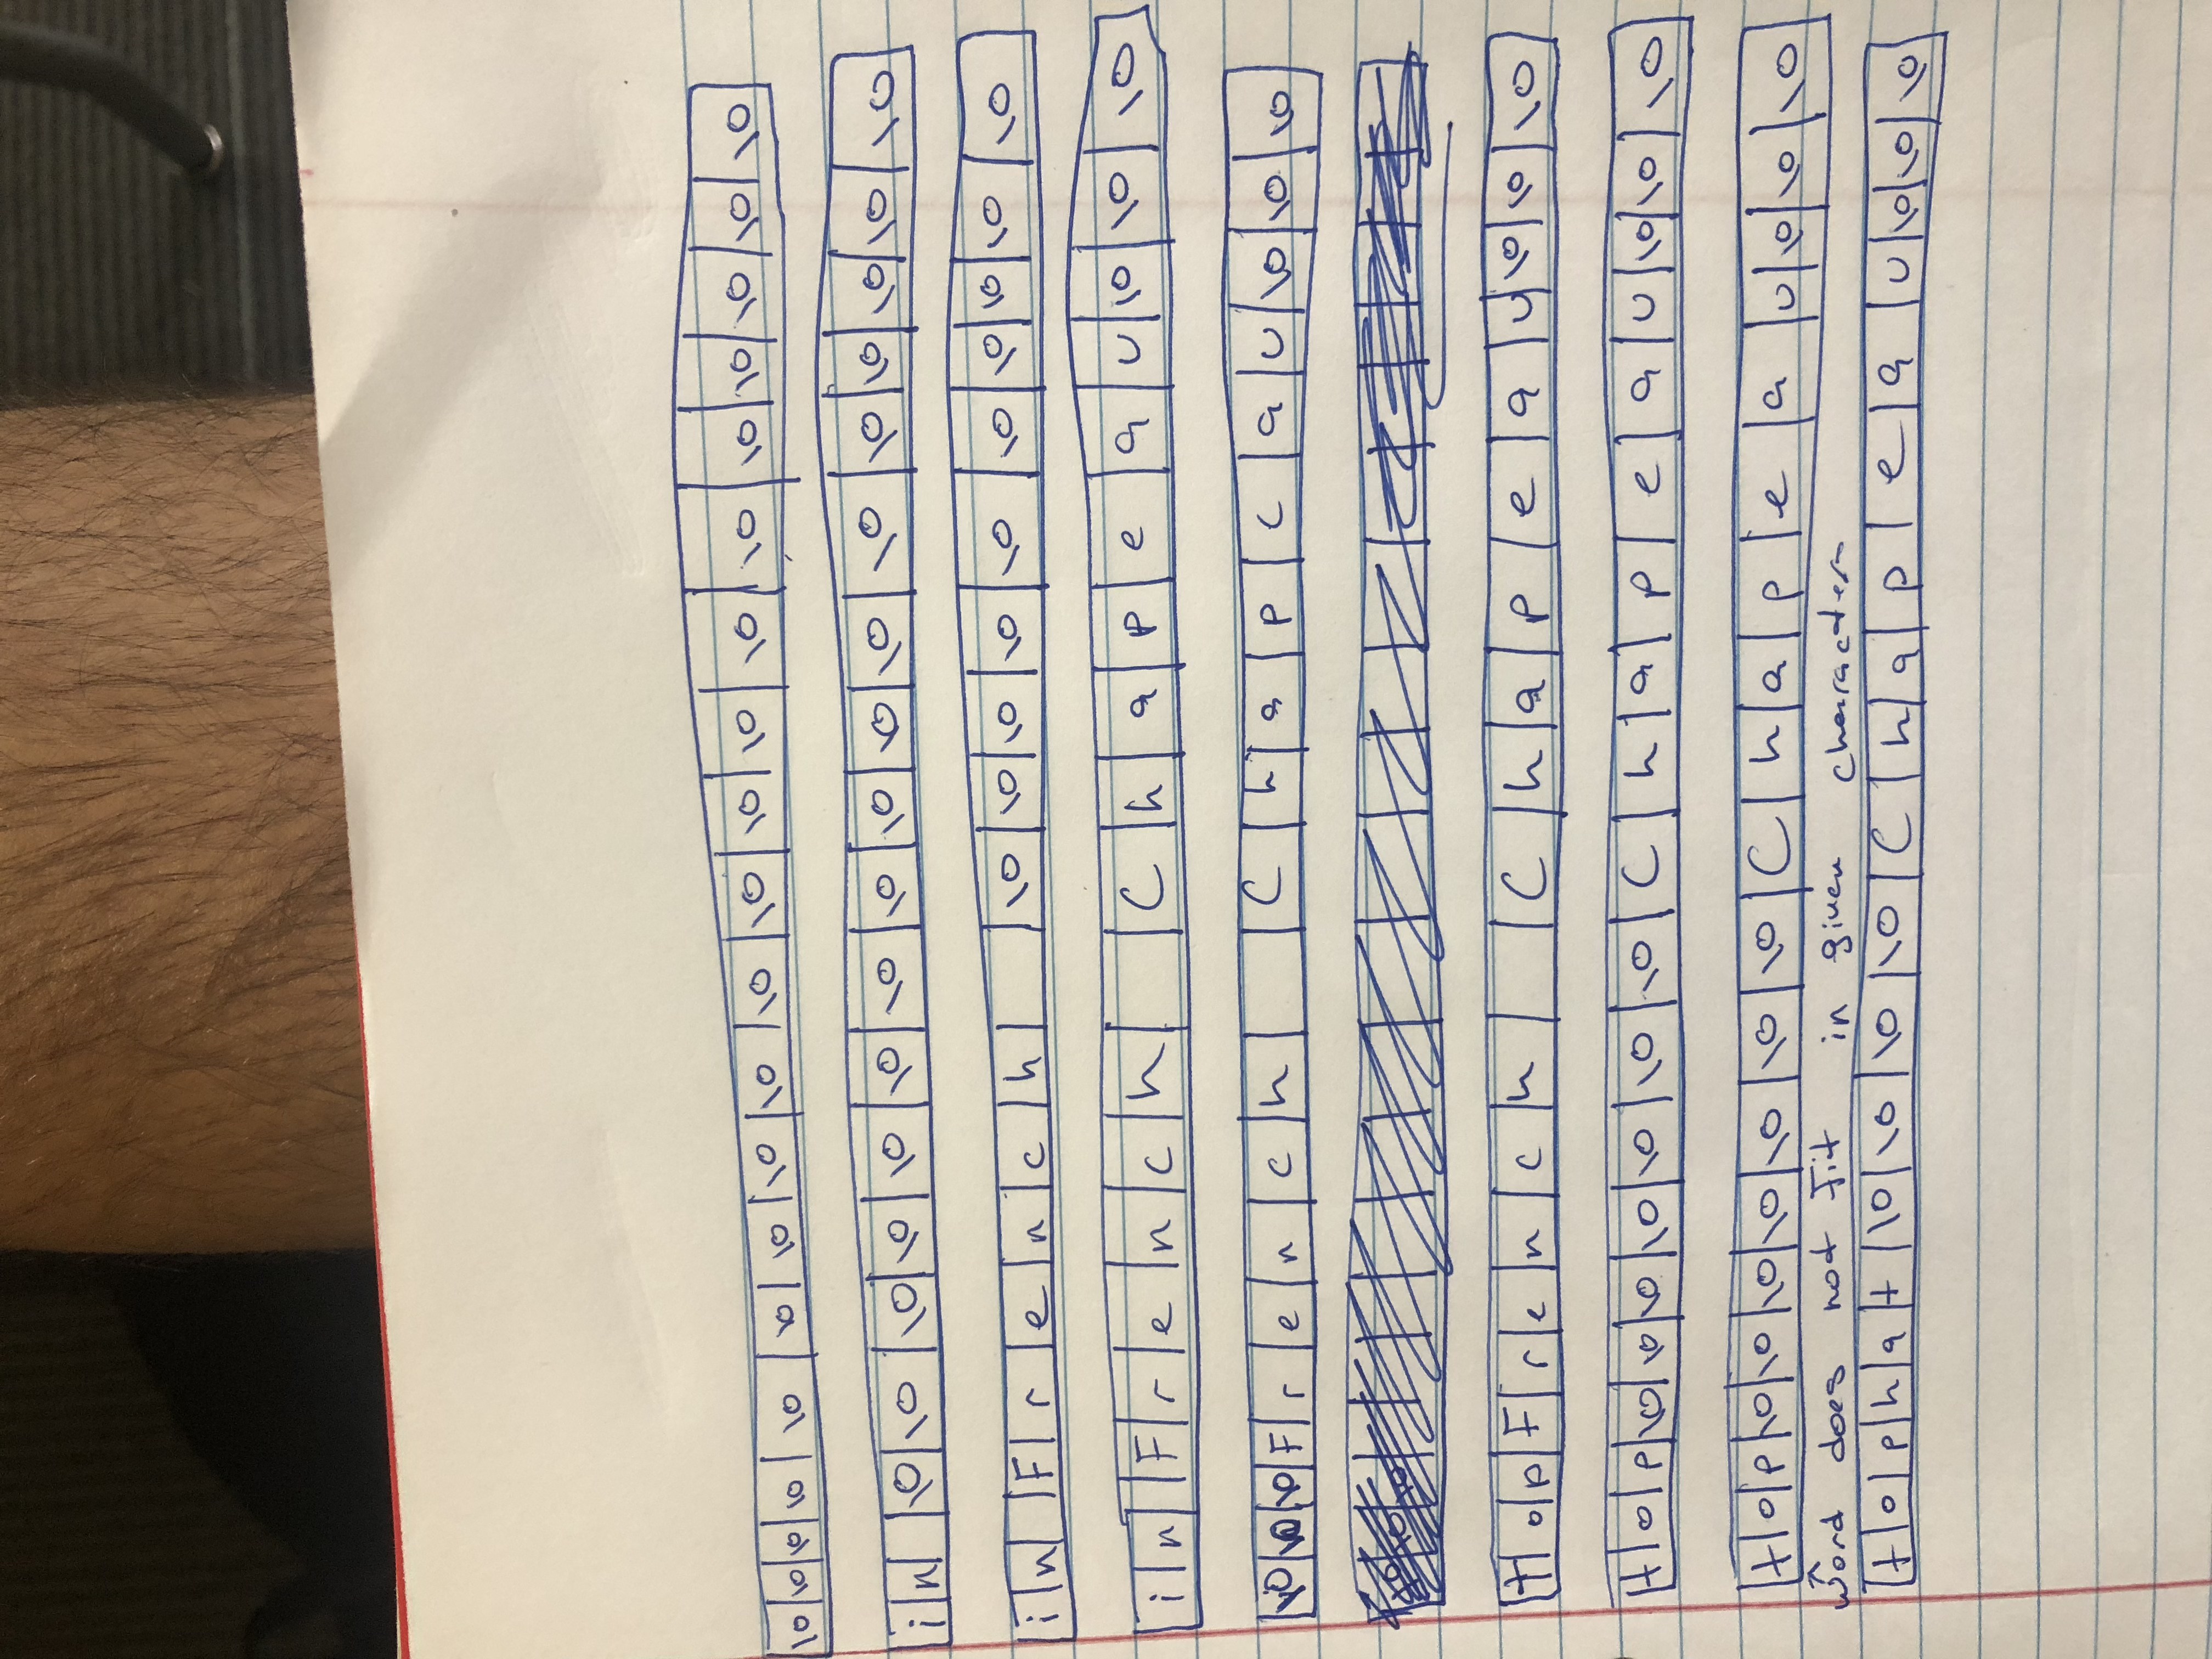 \0 \0 \0 \0 \0 \0 \0 \0 \0 \0 \0 \0 \0 \0 \0 \0 \0 \0 \0 \0
i n \0 \0 \0 \0 \0 \0 \0 \0 \0 \0 \0 \0 \0 \0 \0 \0 \0
i n F r e n c h \0 \0 \0 \0 \0 \0 \0 \0 \0 \0
i n F r e n c h C h a p e a u \0 \0 \0
\0 \0 \0 F r e n c h C h a p c a u \0 \0 \0
t o p F r e n c h C h a p e a u \0 \0 \0
t o p \0 \0 \0 \0 \0 \0 \0 C h a p e a u \0 \0 \0
t o p \0 \0 \0 \0 \0 \0 \0 C h a p e a u \0 \0 \0
word does not fit in given characters
t o p h a t \0 \0 \0 \0 C h a p e a u \0 \0 \0